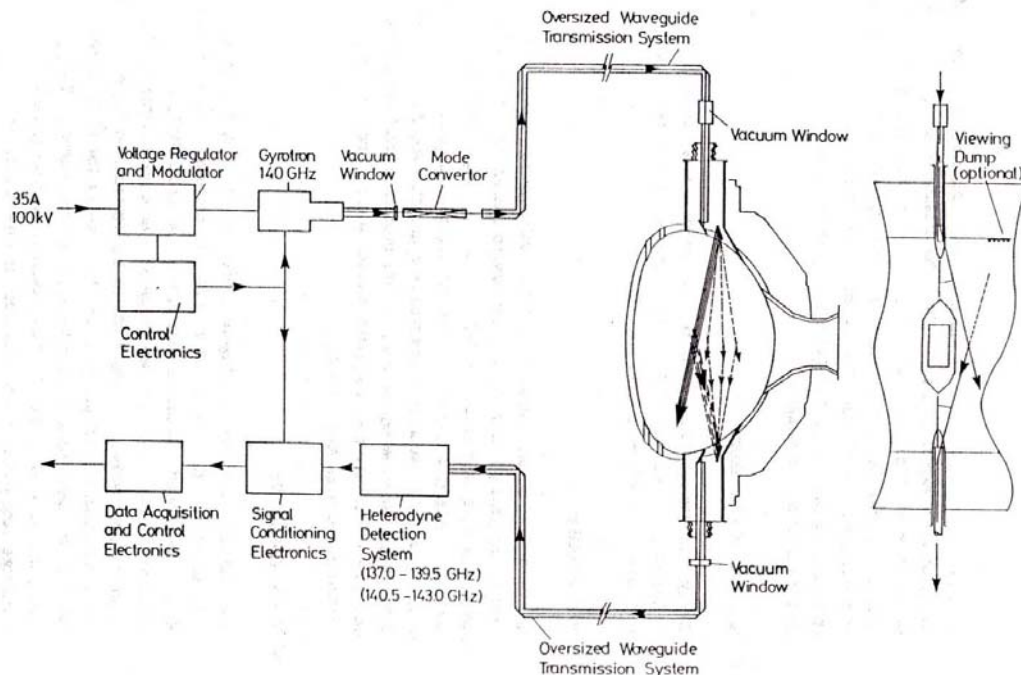 Oversized Waveguide
Transmission System
Vacuum Window
Viewing
Dump
(optional)
Voltage Regulator
and Modulator
Gyrotron
140 GHz
Vacuum
Window
Mode
Convertor
35A
100kV
Control
Electronics
Data Acquisition
and Control
Electronics
Signal
Conditioning
Electronics
Heterodyne
Detection
System
(137.0 – 139.5 GHz)
(140.5 – 143.0 GHz)
Vacuum
Window
Oversized Waveguide
Transmission System